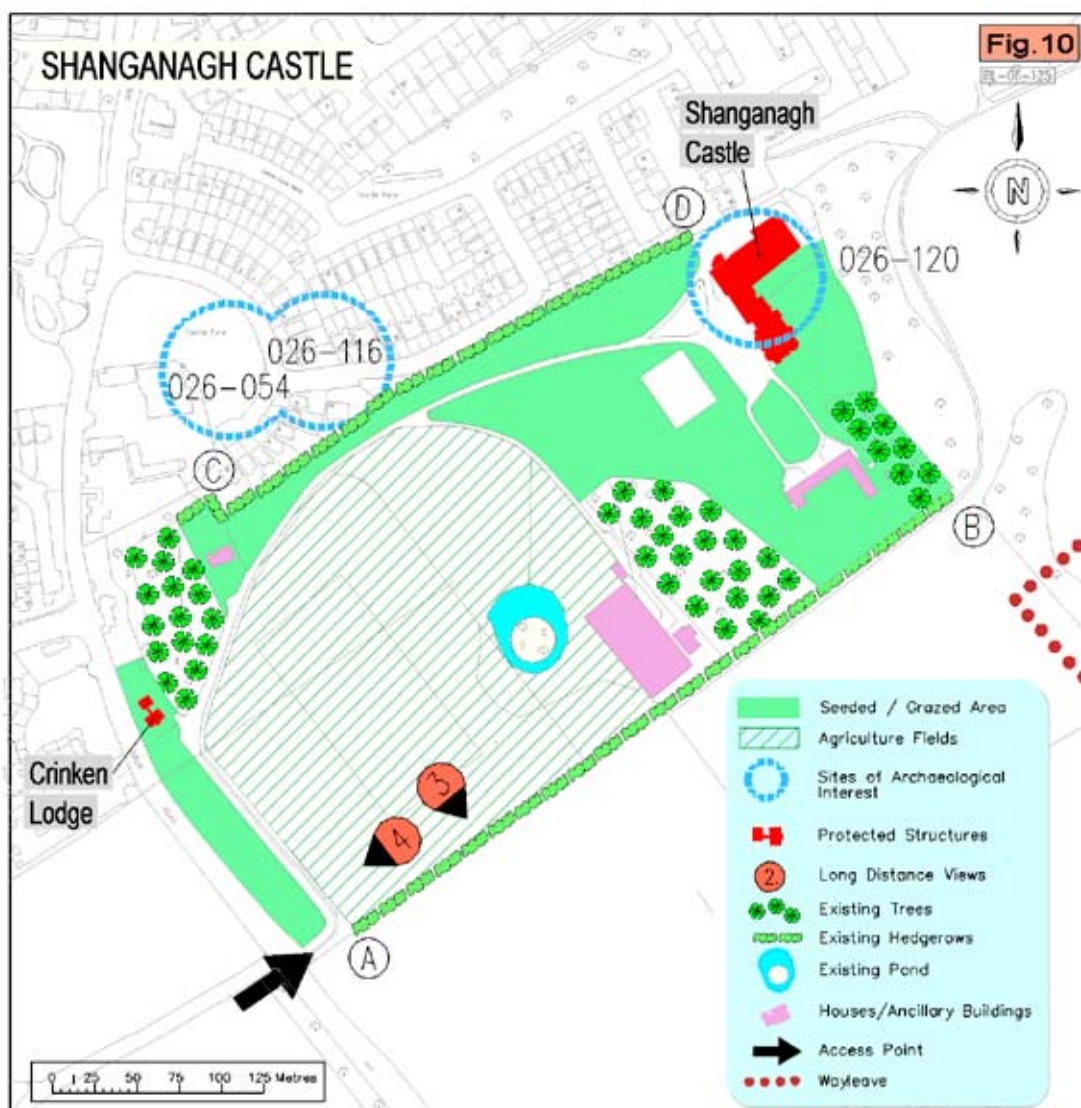 SHANGANAGH CASTLE
Fig.10
Shanganagh
Castle
N
D
026-120
026-116
026-054
C
B
Crinken
Lodge
3
4
A
Seeded / Grazed Area
Agriculture Fields
Sites of Archaeological
Interest
Protected Structures
2.
Long Distance Views
Existing Trees
Existing Hedgerows
Existing Pond
Houses/Ancillary Buildings
Access Point
Wayleave
0 25 50 75 100 125 Metres